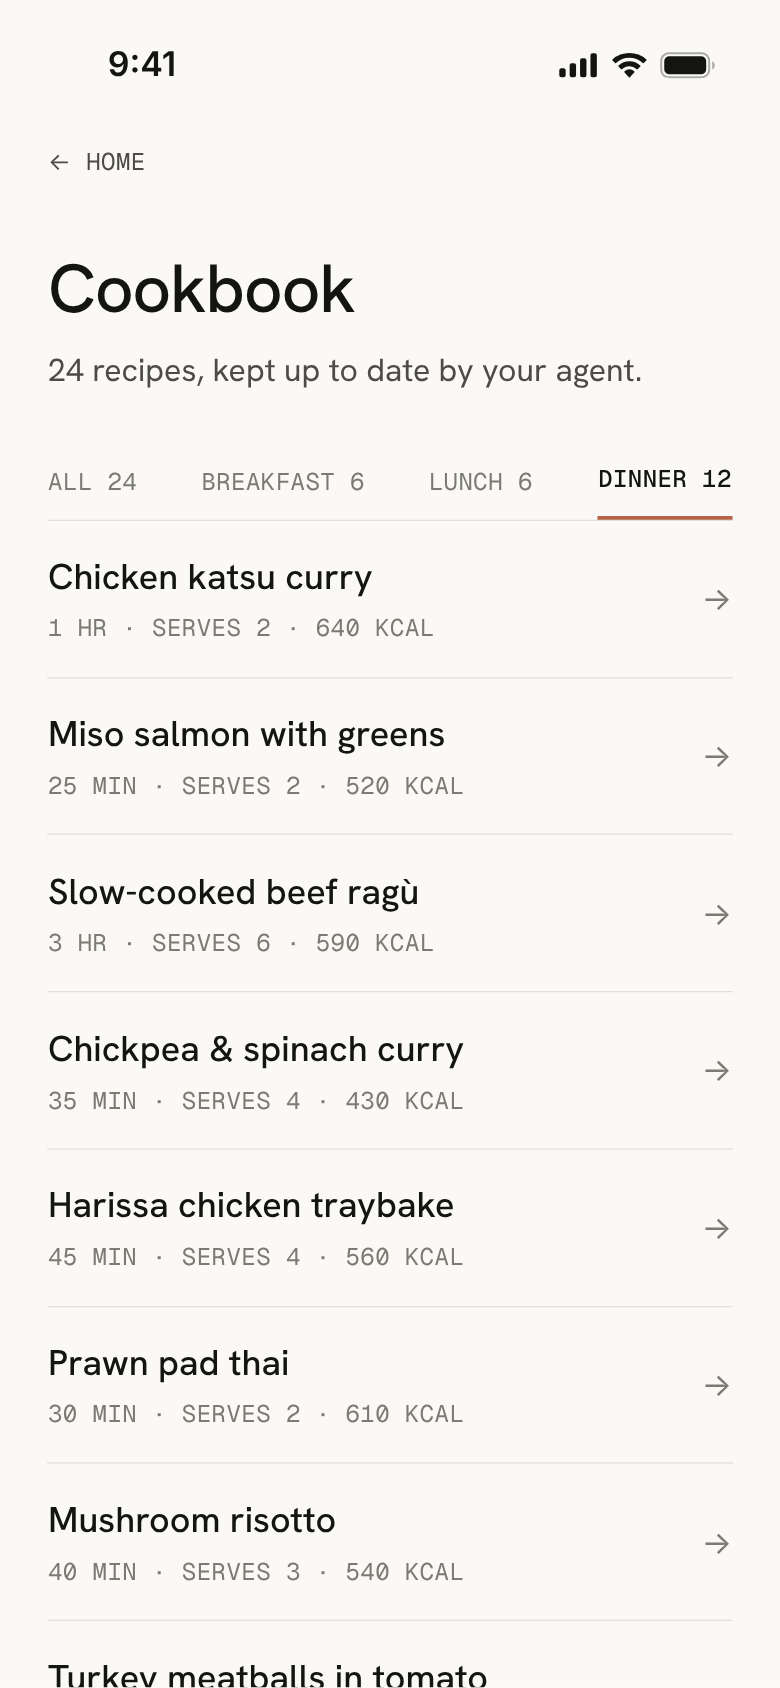 9:41
← HOME
Cookbook
24 recipes, kept up to date by your agent.
ALL 24 BREAKFAST 6 LUNCH 6 DINNER 12
Chicken katsu curry
1 HR · SERVES 2 · 640 KCAL
Miso salmon with greens
25 MIN · SERVES 2 · 520 KCAL
Slow-cooked beef ragù
3 HR · SERVES 6 · 590 KCAL
Chickpea & spinach curry
35 MIN · SERVES 4 · 430 KCAL
Harissa chicken traybake
45 MIN · SERVES 4 · 560 KCAL
Prawn pad thai
30 MIN · SERVES 2 · 610 KCAL
Mushroom risotto
40 MIN · SERVES 3 · 540 KCAL
Turkey meatballs in tomato